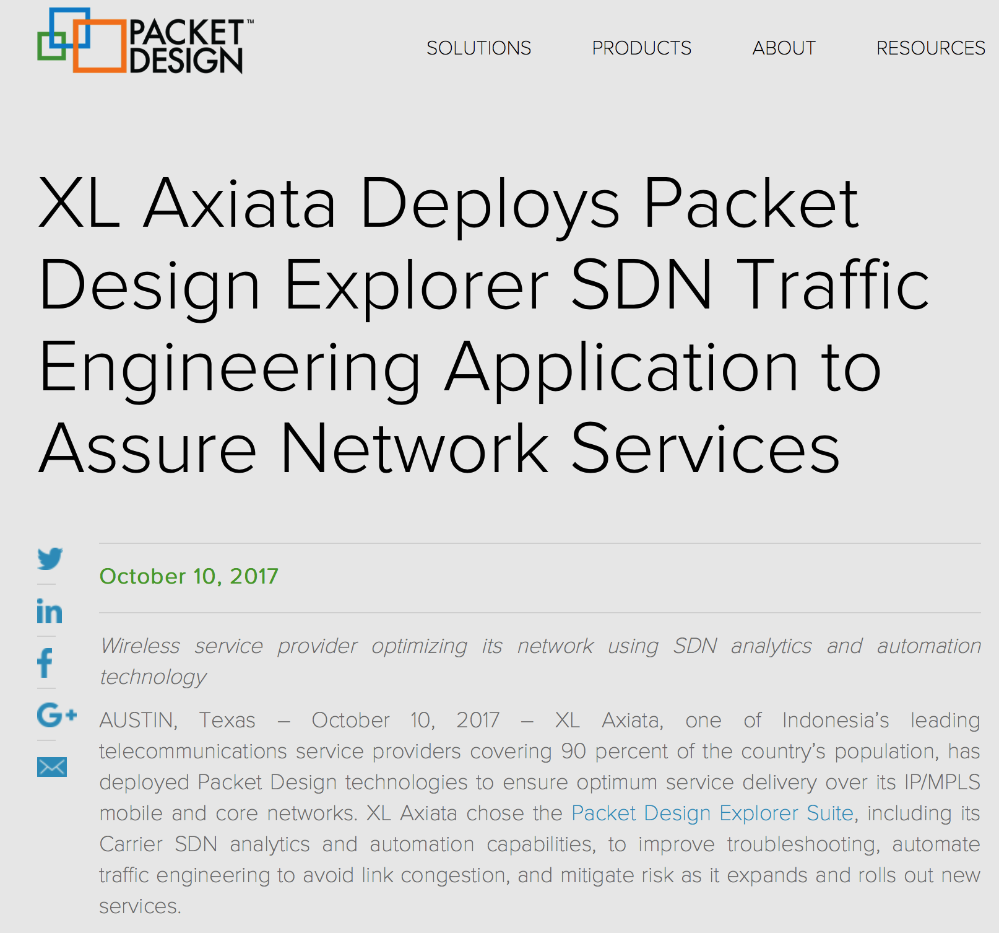 PACKET™
DESIGN
SOLUTIONS PRODUCTS ABOUT RESOURCES
XL Axiata Deploys Packet
Design Explorer SDN Traffic
Engineering Application to
Assure Network Services
October 10, 2017
Wireless service provider optimizing its network using SDN analytics and automation
technology
AUSTIN, Texas – October 10, 2017 – XL Axiata, one of Indonesia’s leading
telecommunications service providers covering 90 percent of the country’s population, has
deployed Packet Design technologies to ensure optimum service delivery over its IP/MPLS
mobile and core networks. XL Axiata chose the Packet Design Explorer Suite, including its
Carrier SDN analytics and automation capabilities, to improve troubleshooting, automate
traffic engineering to avoid link congestion, and mitigate risk as it expands and rolls out new
services.